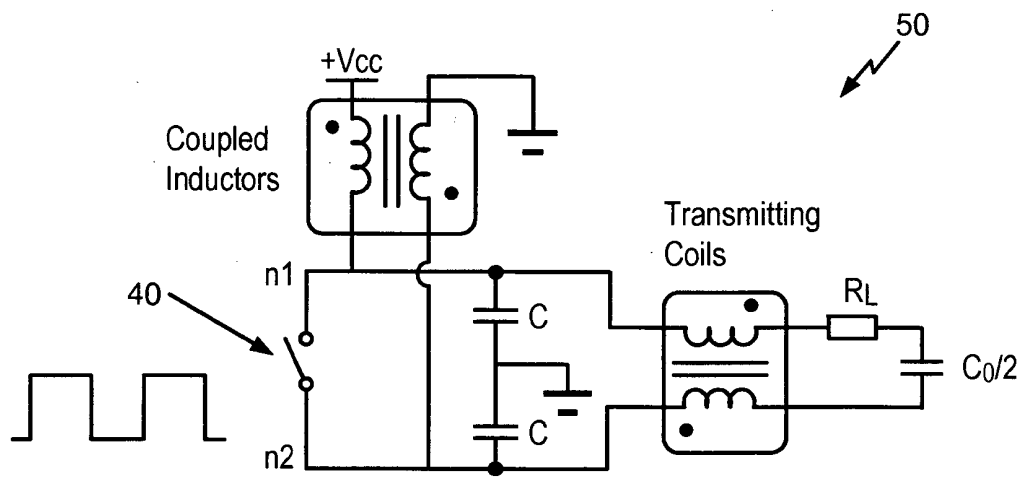 50
+Vcc
Coupled
Inductors
Transmitting
Coils
n1
40
C
RL
C0/2
C
n2